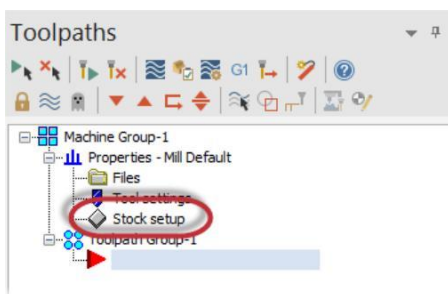 Toolpaths
G1
Machine Group-1
Properties - Mill Default
Files
Tool settings
Stock setup
Toolpath Group-1